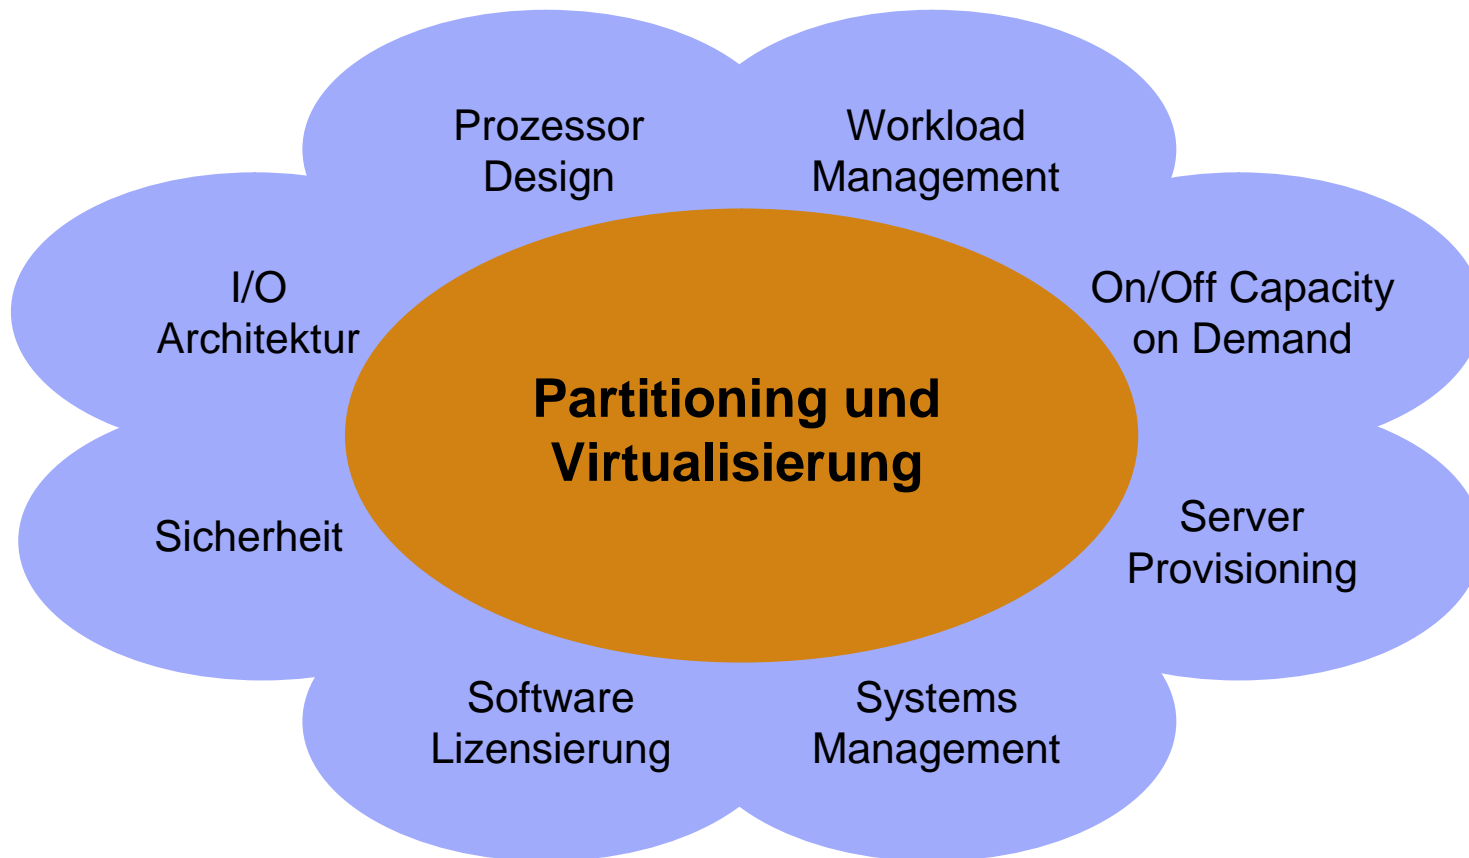 Prozessor
Design
Workload
Management
I/O
Architektur
On/Off Capacity
on Demand
Partitioning und
Virtualisierung
Sicherheit
Server
Provisioning
Software
Lizensierung
Systems
Management